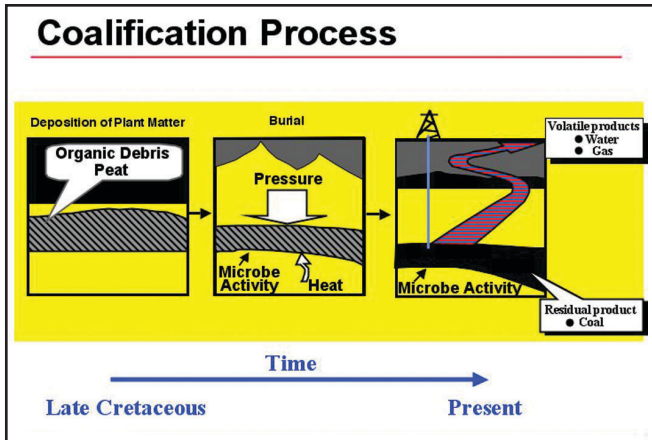 Coalification Process
Deposition of Plant Matter
Organic Debris
Peat
Burial
Pressure
Microbe
Activity
Heat
Volatile products
● Water
● Gas
Microbe Activity
Residual product
● Coal
Time
Late Cretaceous
Present